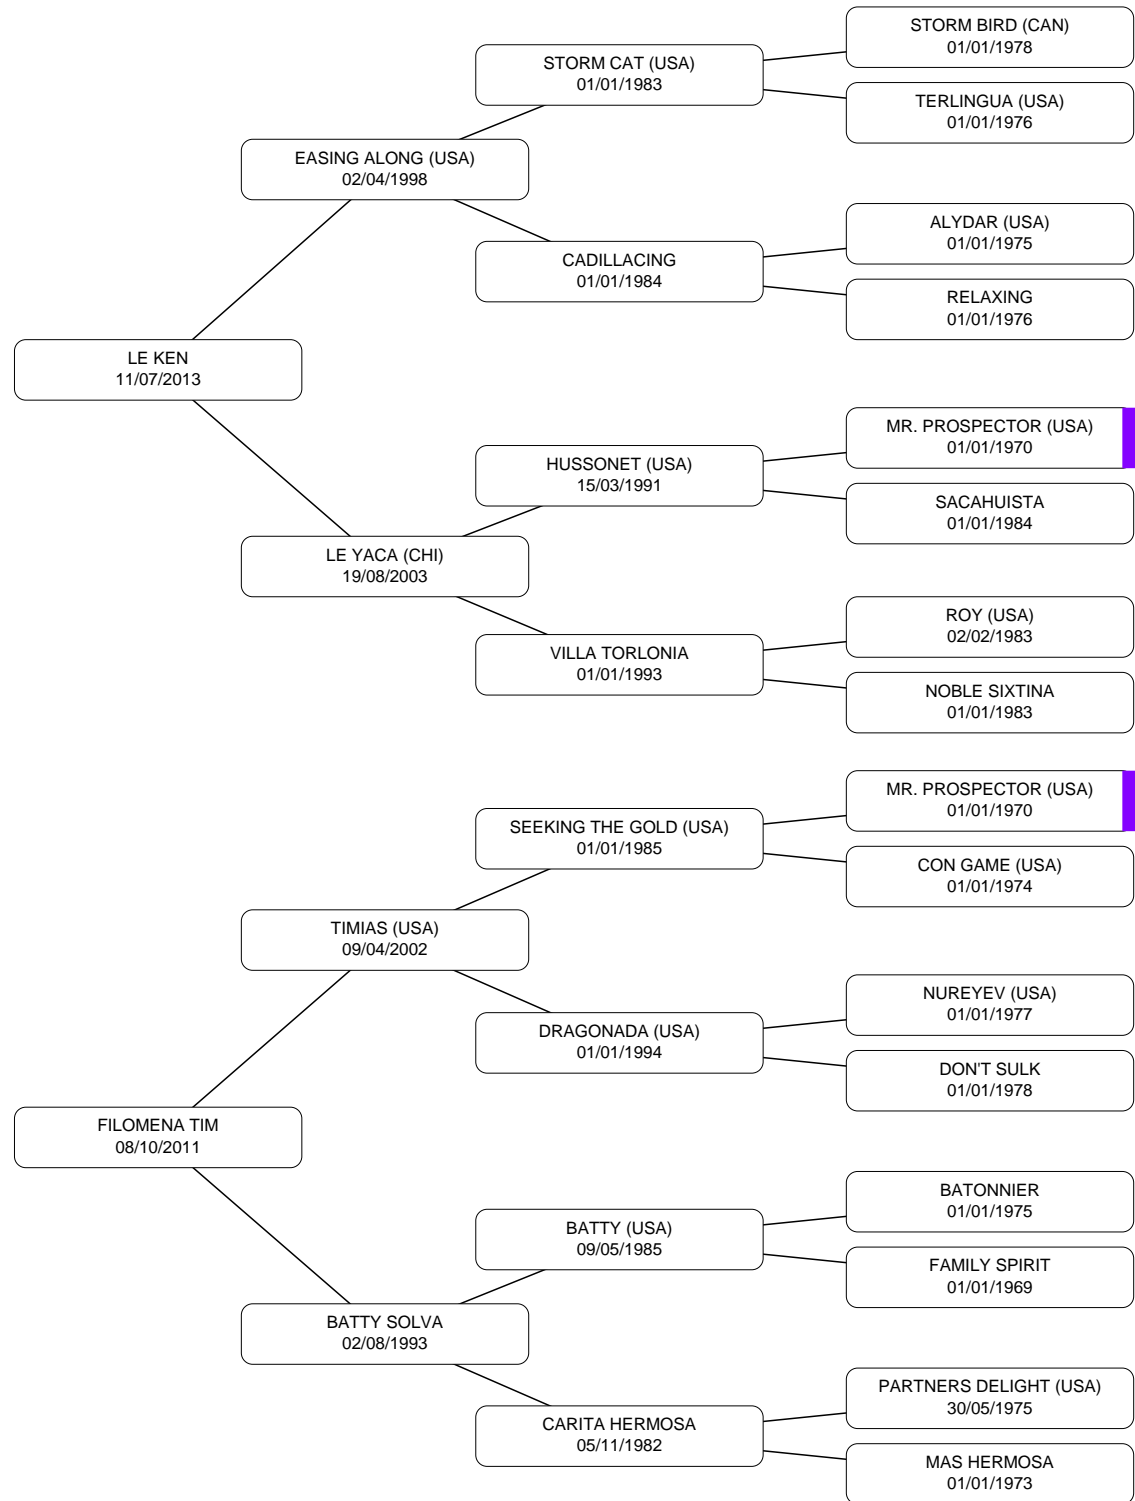 STORM BIRD (CAN)
01/01/1978
STORM CAT (USA)
01/01/1983
TERLINGUA (USA)
01/01/1976
EASING ALONG (USA)
02/04/1998
ALYDAR (USA)
01/01/1975
CADILLACING
01/01/1984
RELAXING
01/01/1976
LE KEN
11/07/2013
MR. PROSPECTOR (USA)
01/01/1970
HUSSONET (USA)
15/03/1991
SACAHUISTA
01/01/1984
LE YACA (CHI)
19/08/2003
ROY (USA)
02/02/1983
VILLA TORLONIA
01/01/1993
NOBLE SIXTINA
01/01/1983
MR. PROSPECTOR (USA)
01/01/1970
SEEKING THE GOLD (USA)
01/01/1985
CON GAME (USA)
01/01/1974
TIMIAS (USA)
09/04/2002
NUREYEV (USA)
01/01/1977
DRAGONADA (USA)
01/01/1994
DON'T SULK
01/01/1978
FILOMENA TIM
08/10/2011
BATONNIER
01/01/1975
BATTY (USA)
09/05/1985
FAMILY SPIRIT
01/01/1969
BATTY SOLVA
02/08/1993
PARTNERS DELIGHT (USA)
30/05/1975
CARITA HERMOSA
05/11/1982
MAS HERMOSA
01/01/1973